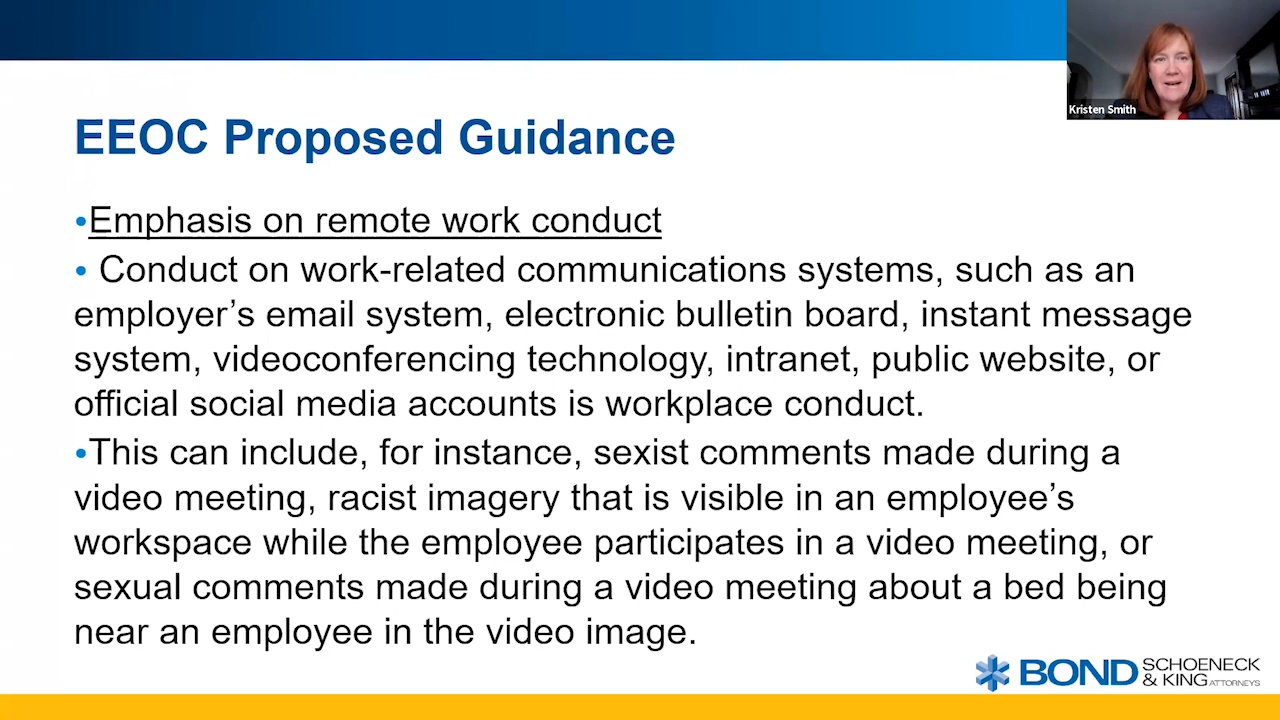 Kristen Smith
EEOC Proposed Guidance
•Emphasis on remote work conduct
• Conduct on work-related communications systems, such as an
employer’s email system, electronic bulletin board, instant message
system, videoconferencing technology, intranet, public website, or
official social media accounts is workplace conduct.
•This can include, for instance, sexist comments made during a
video meeting, racist imagery that is visible in an employee’s
workspace while the employee participates in a video meeting, or
sexual comments made during a video meeting about a bed being
near an employee in the video image.
BOND SCHOENECK
& KING ATTORNEYS